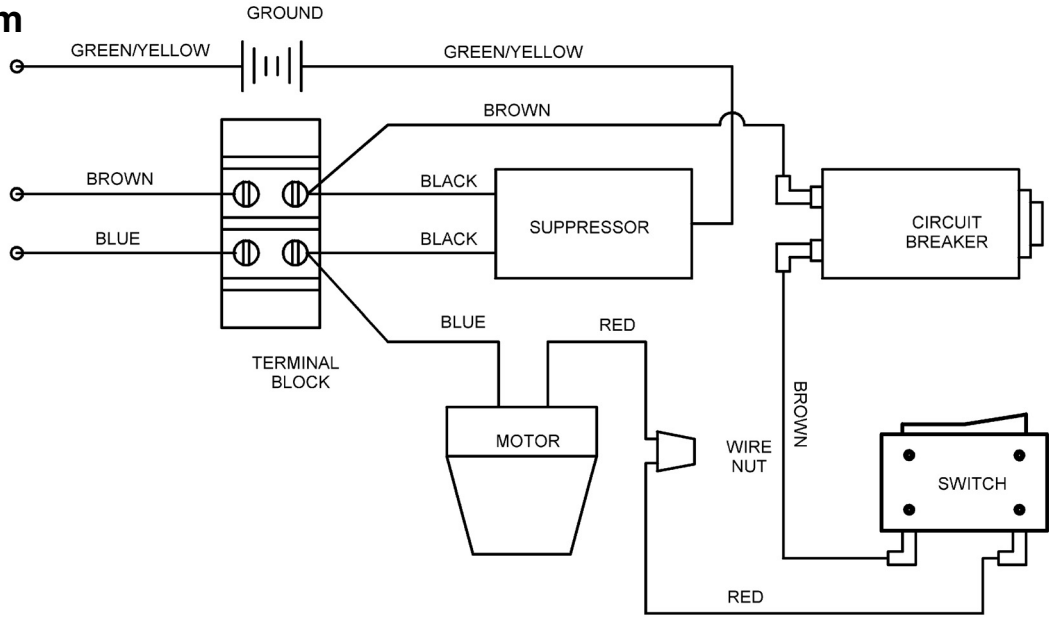 m
GROUND
GREEN/YELLOW
GREEN/YELLOW
BROWN
BROWN
BLACK
SUPPRESSOR
CIRCUIT
BREAKER
BLUE
BLACK
BLUE
RED
TERMINAL
BLOCK
BROWN
MOTOR
WIRE
NUT
SWITCH
RED